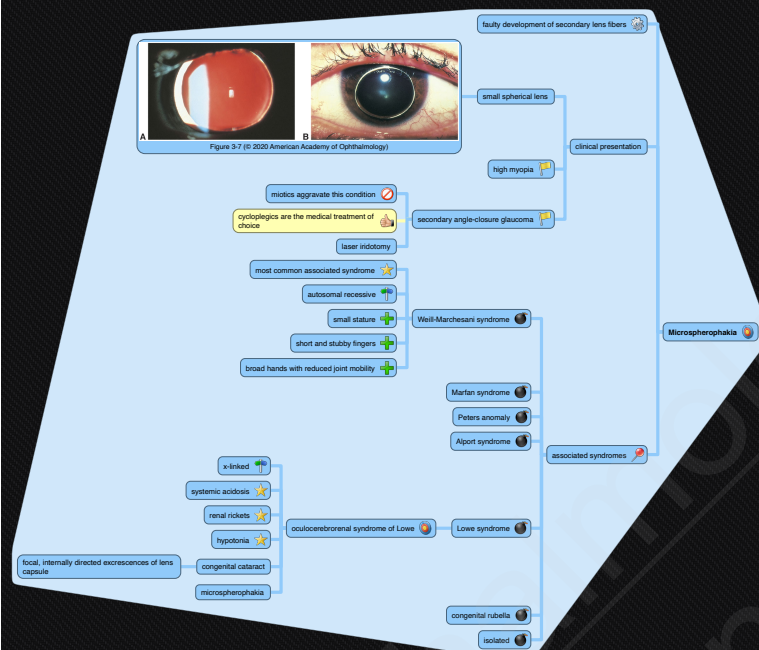 faulty development of secondary lens fibers
A
B
Figure 3-7 (© 2020 American Academy of Ophthalmology)
small spherical lens
clinical presentation
high myopia
miotics aggravate this condition
cycloplegics are the medical treatment of
choice
secondary angle-closure glaucoma
laser iridotomy
most common associated syndrome
autosomal recessive
small stature
Weill-Marchesani syndrome
Microspherophakia
short and stubby fingers
broad hands with reduced joint mobility
Marfan syndrome
Peters anomaly
Alport syndrome
associated syndromes
x-linked
systemic acidosis
renal rickets
oculocerebrorenal syndrome of Lowe
Lowe syndrome
hypotonia
focal, internally directed excrescences of lens
capsule
congenital cataract
microspherophakia
congenital rubella
isolated